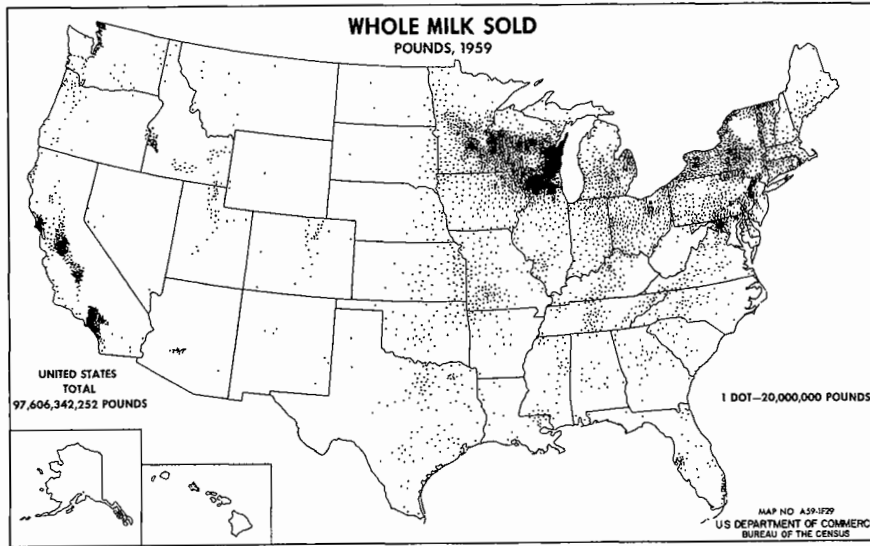 WHOLE MILK SOLD
POUNDS, 1959
UNITED STATES
TOTAL
97,606,342,252 POUNDS
1 DOT—20,000,000 POUNDS
MAP NO A59-1F29
US DEPARTMENT OF COMMERC
BUREAU OF THE CENSUS